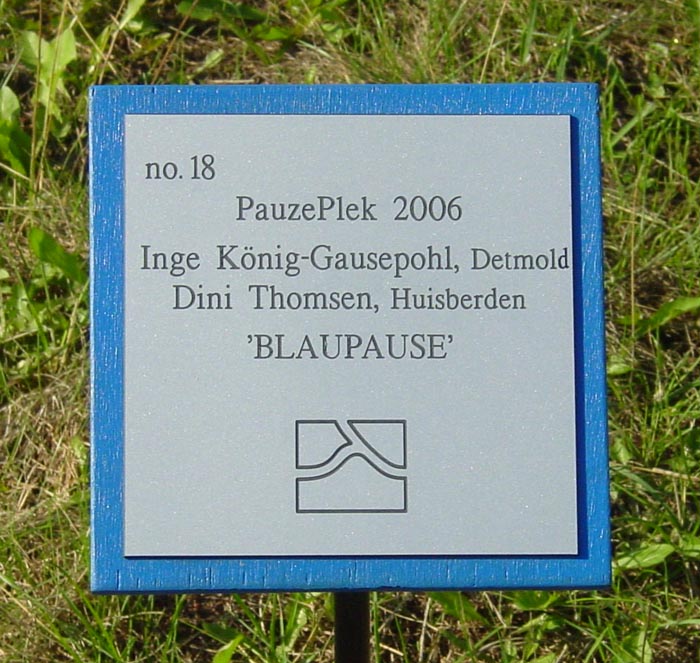 no. 18
PauzePlek 2006
Inge König-Gausepohl, Detmold
Dini Thomsen, Huisberden
'BLAUPAUSE'